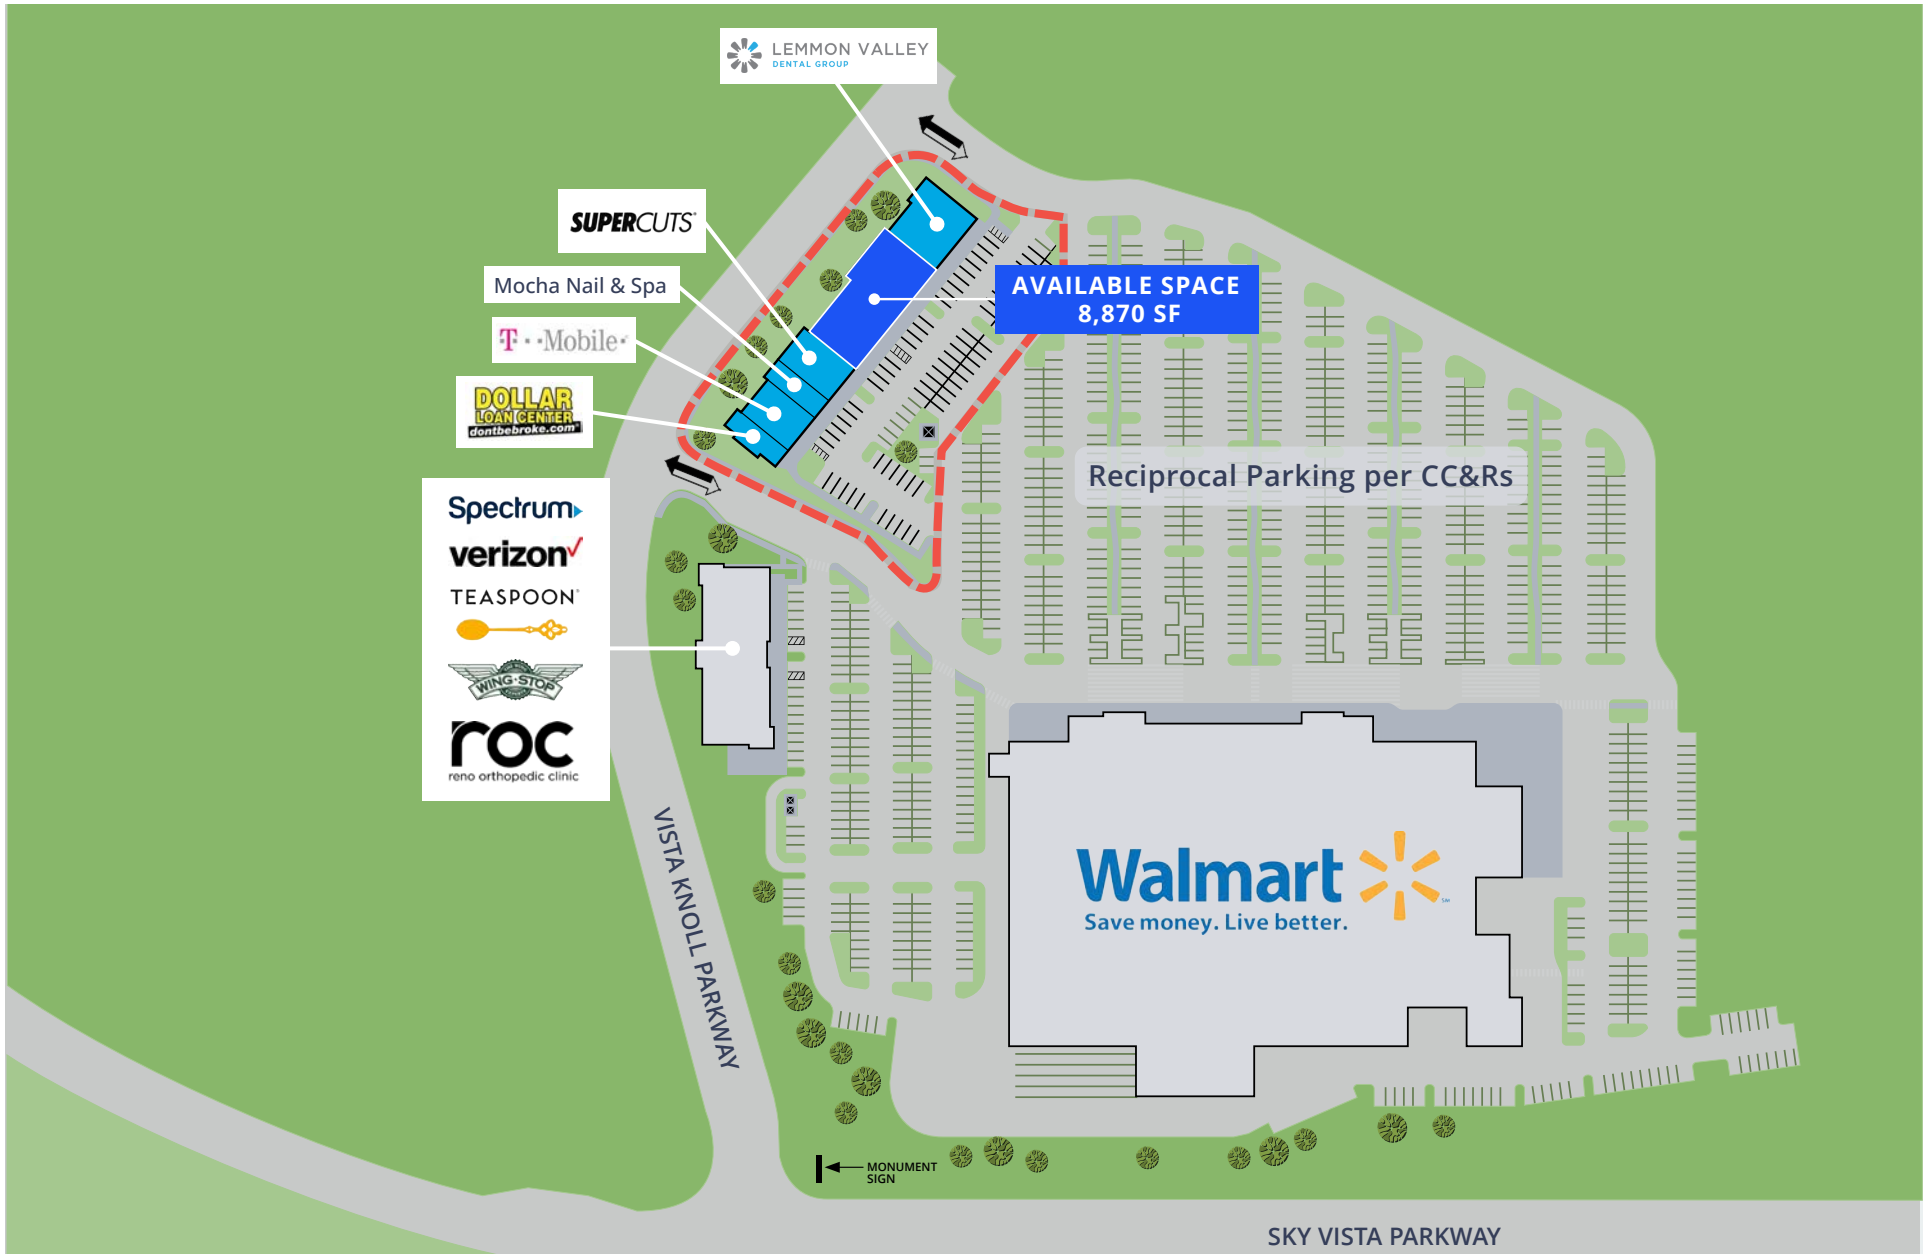 LEMMON VALLEY
DENTAL GROUP
SUPERCUTS
Mocha Nail & Spa
T··Mobile·
DOLLAR
LOAN CENTER
dontbebroke.com
AVAILABLE SPACE
8,870 SF
Reciprocal Parking per CC&Rs
Spectrum
verizon
TEASPOON
WING·STOP
roc
reno orthopedic clinic
VISTA KNOLL PARKWAY
Walmart
Save money. Live better.
MONUMENT
SIGN
SKY VISTA PARKWAY